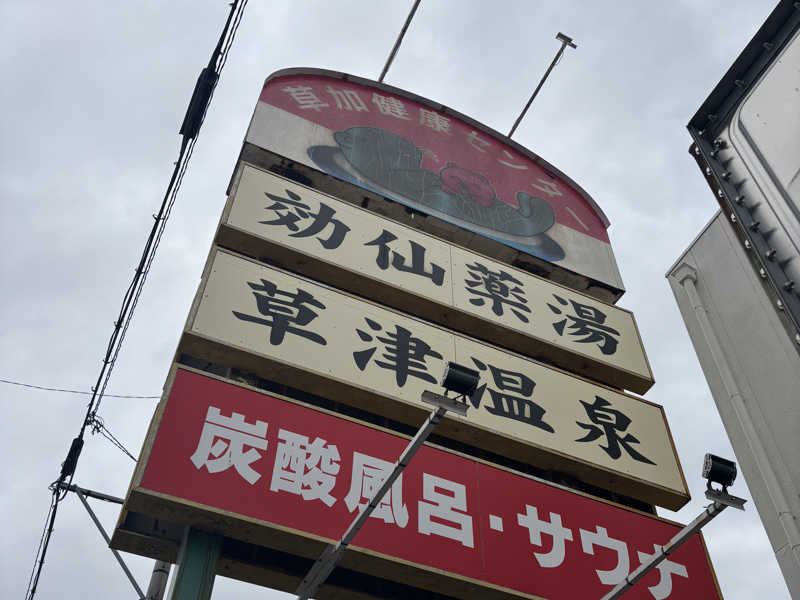 草加健康センター
効仙薬湯
草津温泉
炭酸風呂・サウナ